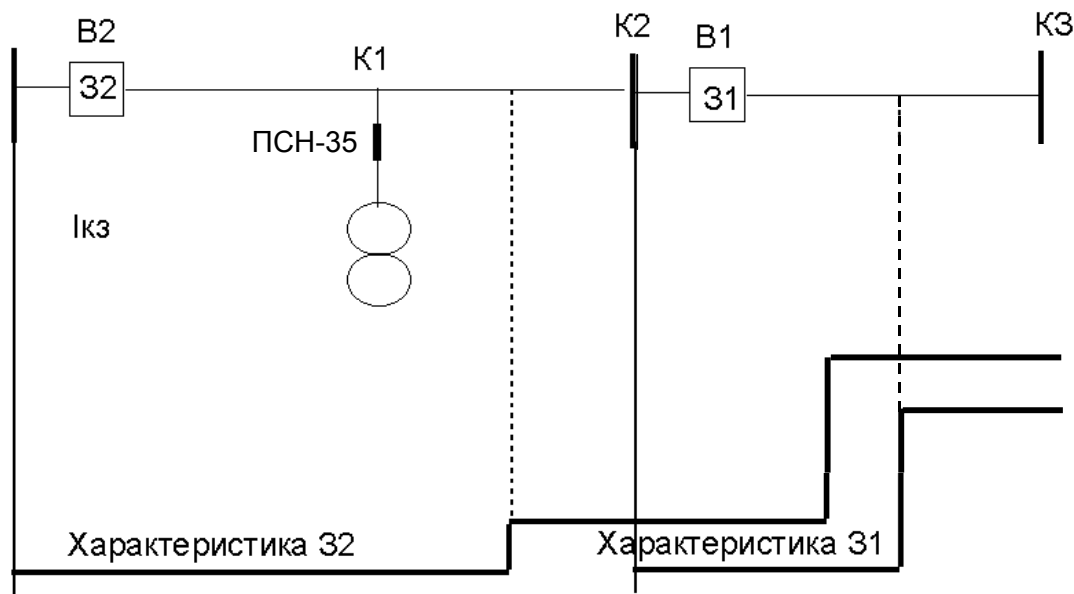 В2
К1
К2
В1
К3
З2
З1
ПСН-35
Iкз
Характеристика З2
Характеристика З1